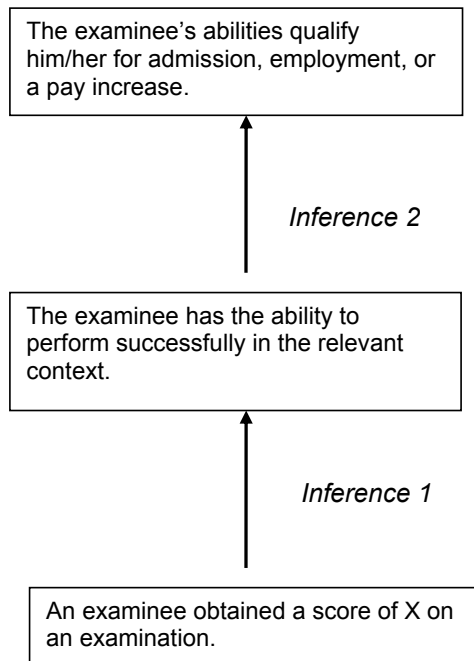 The examinee’s abilities qualify
him/her for admission, employment, or
a pay increase.
Inference 2
The examinee has the ability to
perform successfully in the relevant
context.
Inference 1
An examinee obtained a score of X on
an examination.